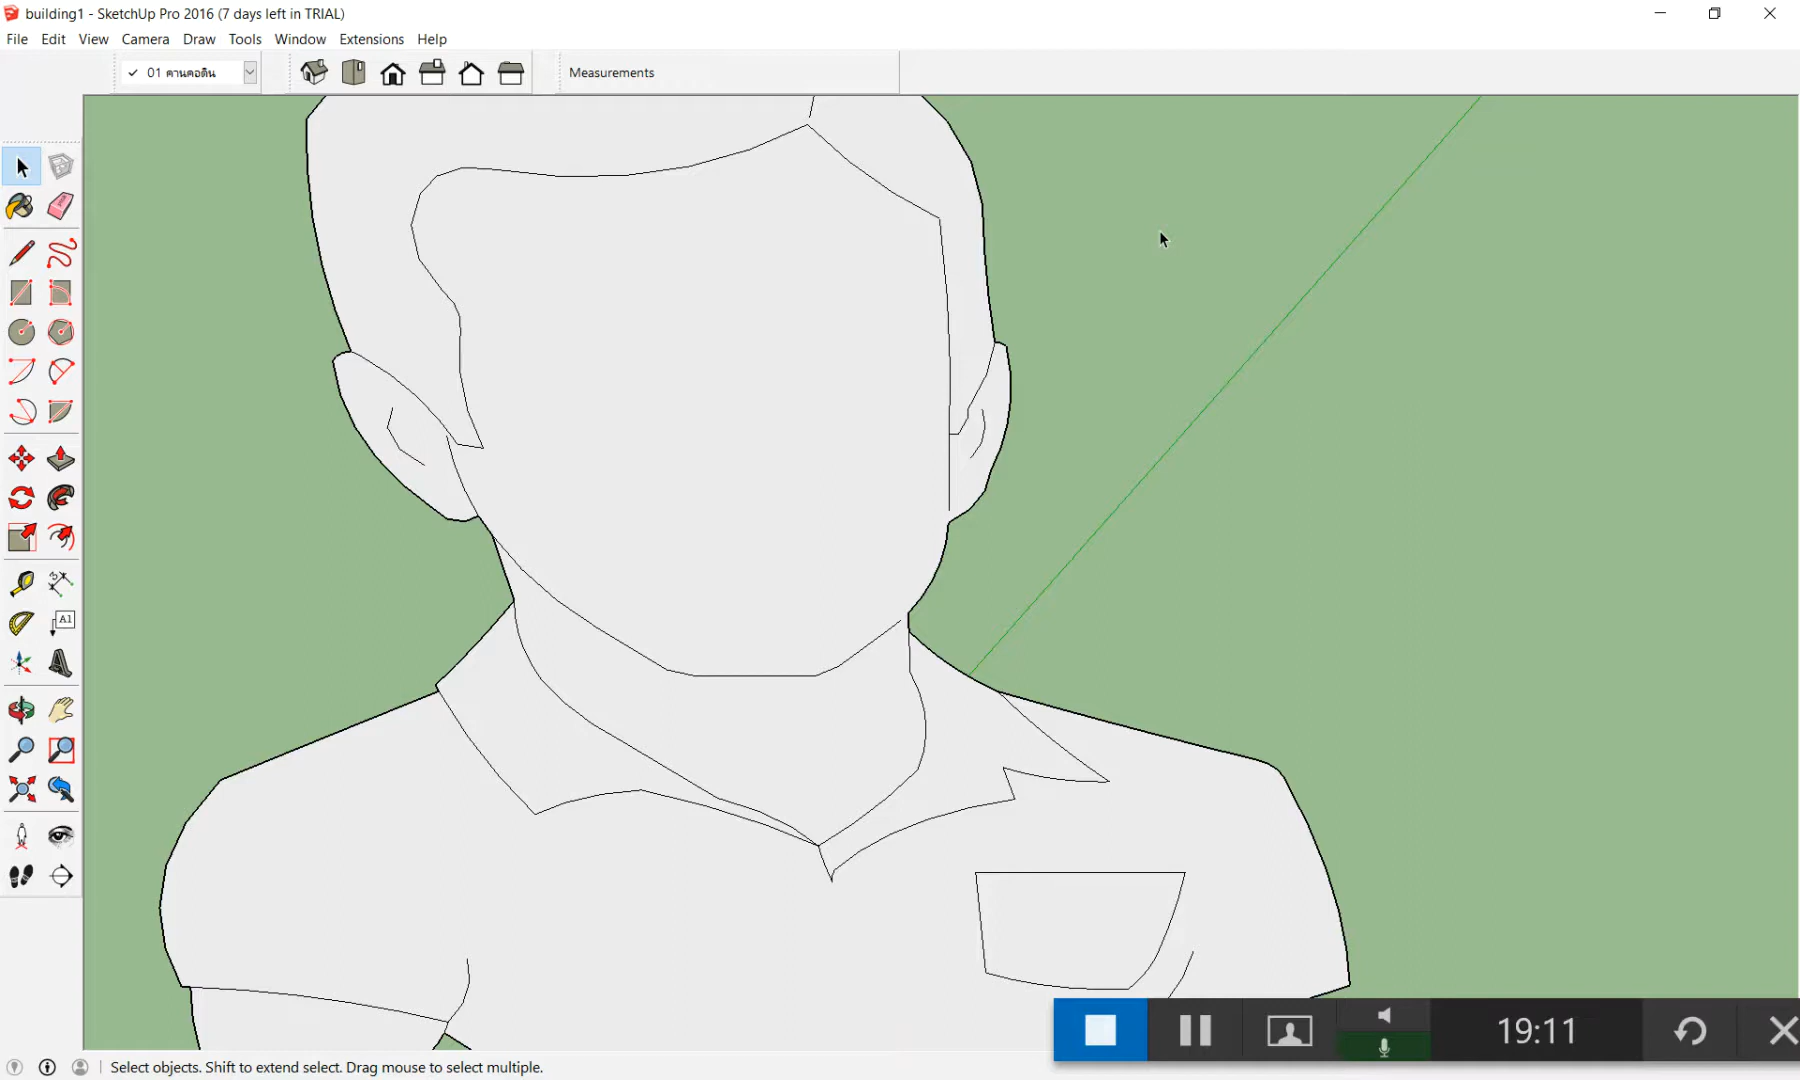 building1 - SketchUp Pro 2016 (7 days left in TRIAL)
File Edit View Camera Draw Tools Window Extensions Help
01 คานคอดิน
Measurements
A1
19:11
Select objects. Shift to extend select. Drag mouse to select multiple.